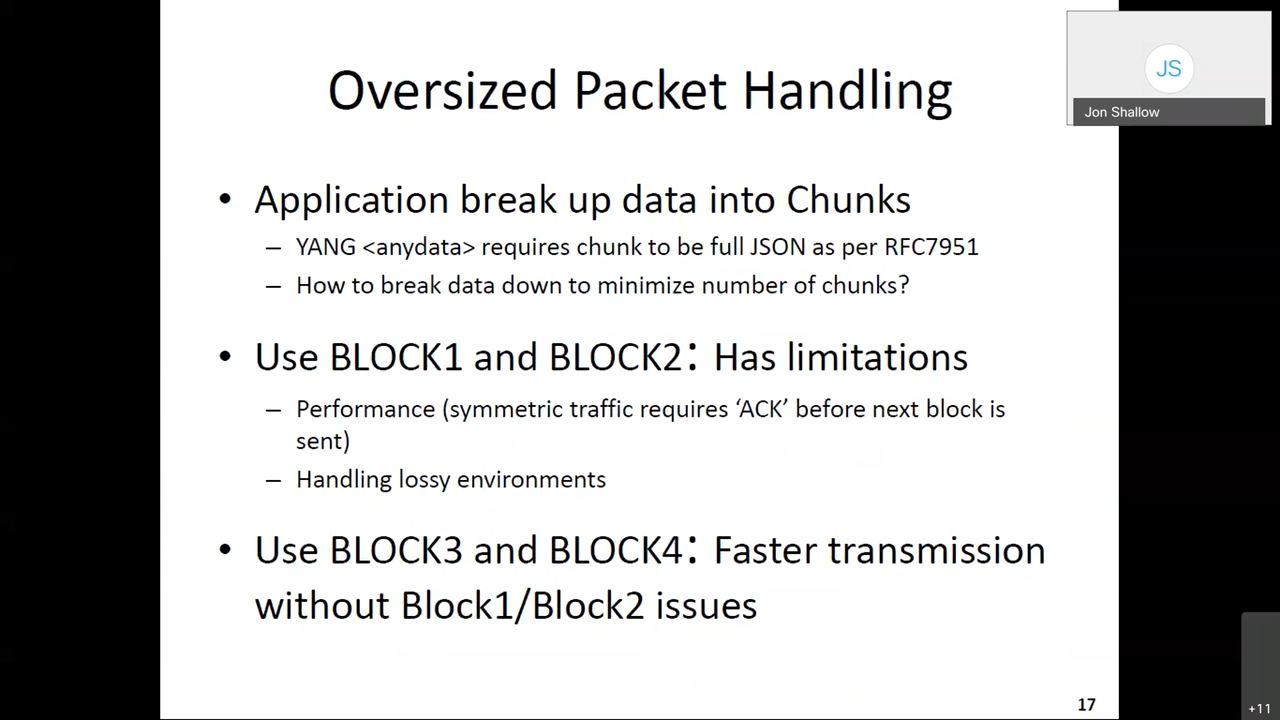 Oversized Packet Handling
JS
Jon Shallow
• Application break up data into Chunks
– YANG <anydata> requires chunk to be full JSON as per RFC7951
– How to break data down to minimize number of chunks?
• Use BLOCK1 and BLOCK2: Has limitations
– Performance (symmetric traffic requires ‘ACK’ before next block is
sent)
– Handling lossy environments
• Use BLOCK3 and BLOCK4: Faster transmission
without Block1/Block2 issues
17
+11